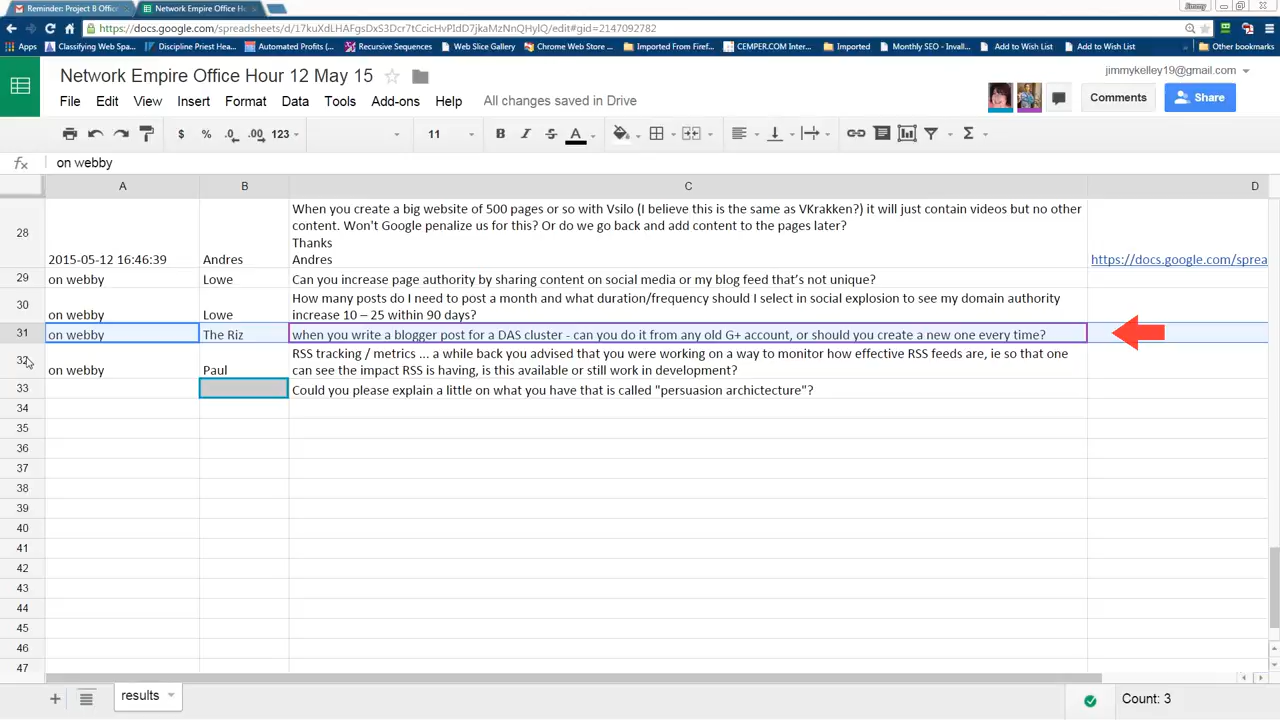 Reminder: Project B Office
Network Empire Office Ho
Jimmy
https://docs.google.com/spreadsheets/d/17kuXdLHAFgsDxS3Dcr7tCcicHvPIdD7jkaMzNnQHylQ/edit#gid=2147092782
Apps
Classifying Web Spa...
Discipline Priest Hea...
Automated Profits (...
Recursive Sequences
Web Slice Gallery
Chrome Web Store ...
Imported From Firef...
CEMPER.COM Inter...
Imported
Monthly SEO - Inval...
Add to Wish List
Add to Wish List
Other bookmarks
Network Empire Office Hour 12 May 15
jimmykelley19@gmail.com
File Edit View Insert Format Data Tools Add-ons Help All changes saved in Drive
Comments
Share
$ % .0 .00 123 11 B I S A Σ
fx on webby
A B C D
28 2015-05-12 16:46:39 Andres
When you create a big website of 500 pages or so with Vsilo (I believe this is the same as VKrakken?) it will just contain videos but no other
content. Won't Google penalize us for this? Or do we go back and add content to the pages later?
Thanks
Andres
https://docs.google.com/sprea
29 on webby Lowe Can you increase page authority by sharing content on social media or my blog feed that's not unique?
30 on webby Lowe
How many posts do I need to post a month and what duration/frequency should I select in social explosion to see my domain authority
increase 10 – 25 within 90 days?
31 on webby The Riz when you write a blogger post for a DAS cluster - can you do it from any old G+ account, or should you create a new one every time?
32 on webby Paul
RSS tracking / metrics ... a while back you advised that you were working on a way to monitor how effective RSS feeds are, ie so that one
can see the impact RSS is having, is this available or still work in development?
33 Could you please explain a little on what you have that is called "persuasion archictecture"?
34
35
36
37
38
39
40
41
42
43
44
45
46
47
results
Count: 3